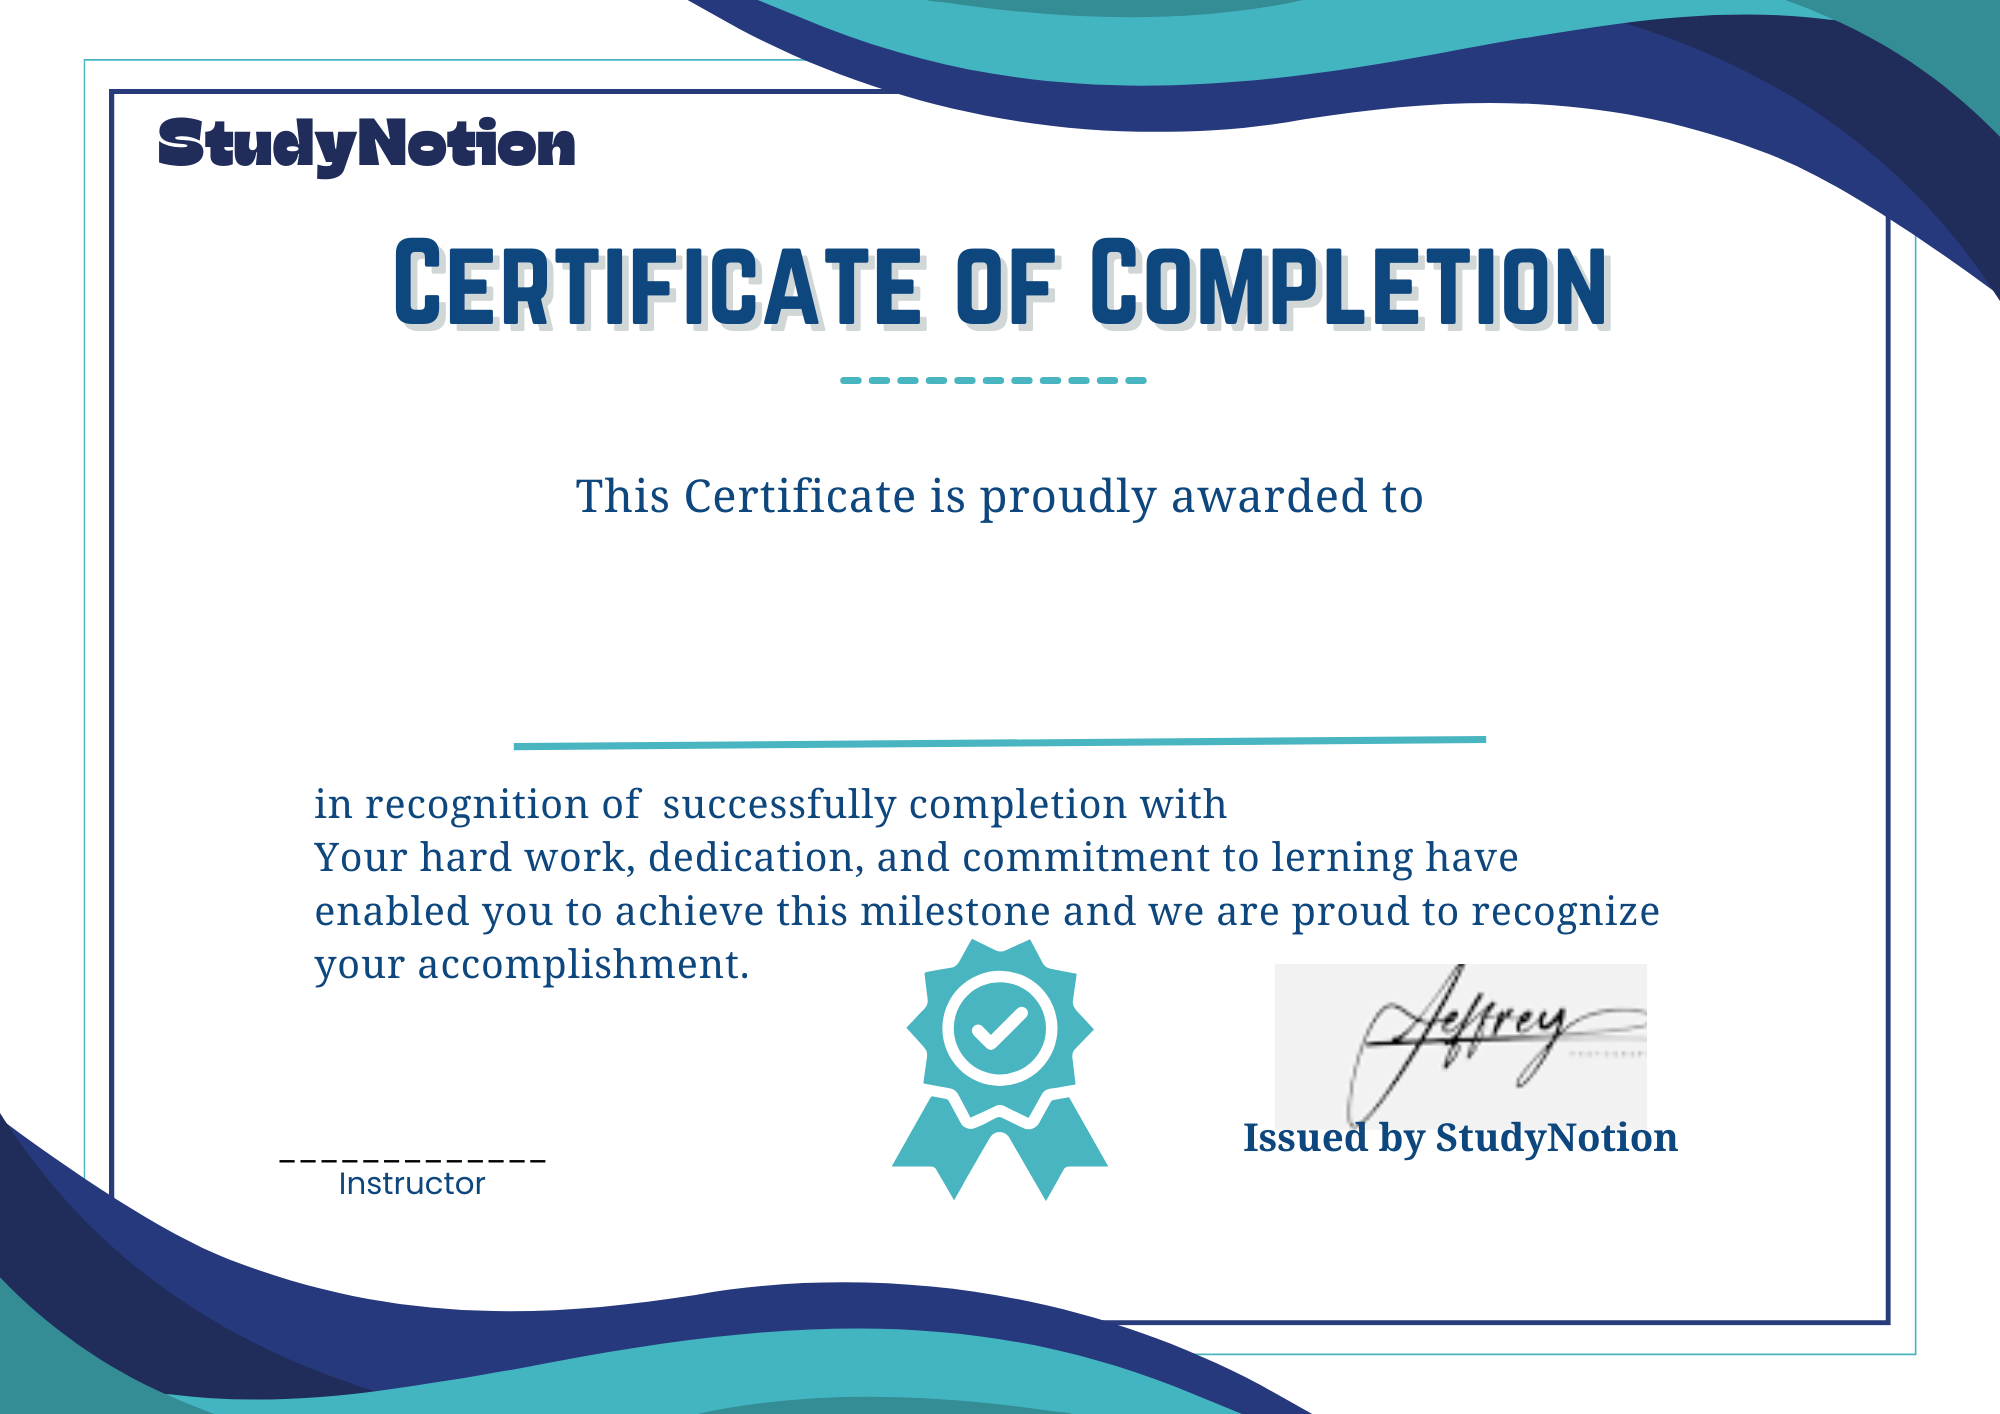 StudyNotion
Certificate of Completion
This Certificate is proudly awarded to
in recognition of  successfully completion with
Your hard work, dedication, and commitment to lerning have
enabled you to achieve this milestone and we are proud to recognize
your accomplishment.
Jeffrey
Issued by StudyNotion
Instructor